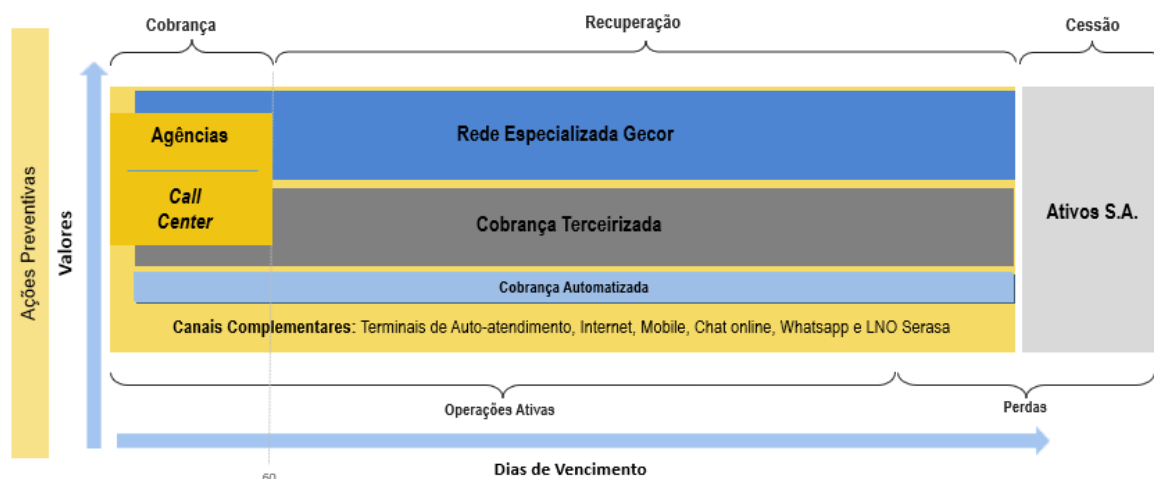 Cobrança
Recuperação
Cessão
Ações Preventivas
Valores
Agências
Call
Center
Rede Especializada Gecor
Cobrança Terceirizada
Ativos S.A.
Cobrança Automatizada
Canais Complementares: Terminais de Auto-atendimento, Internet, Mobile, Chat online, Whatsapp e LNO Serasa
Operações Ativas
Perdas
Dias de Vencimento